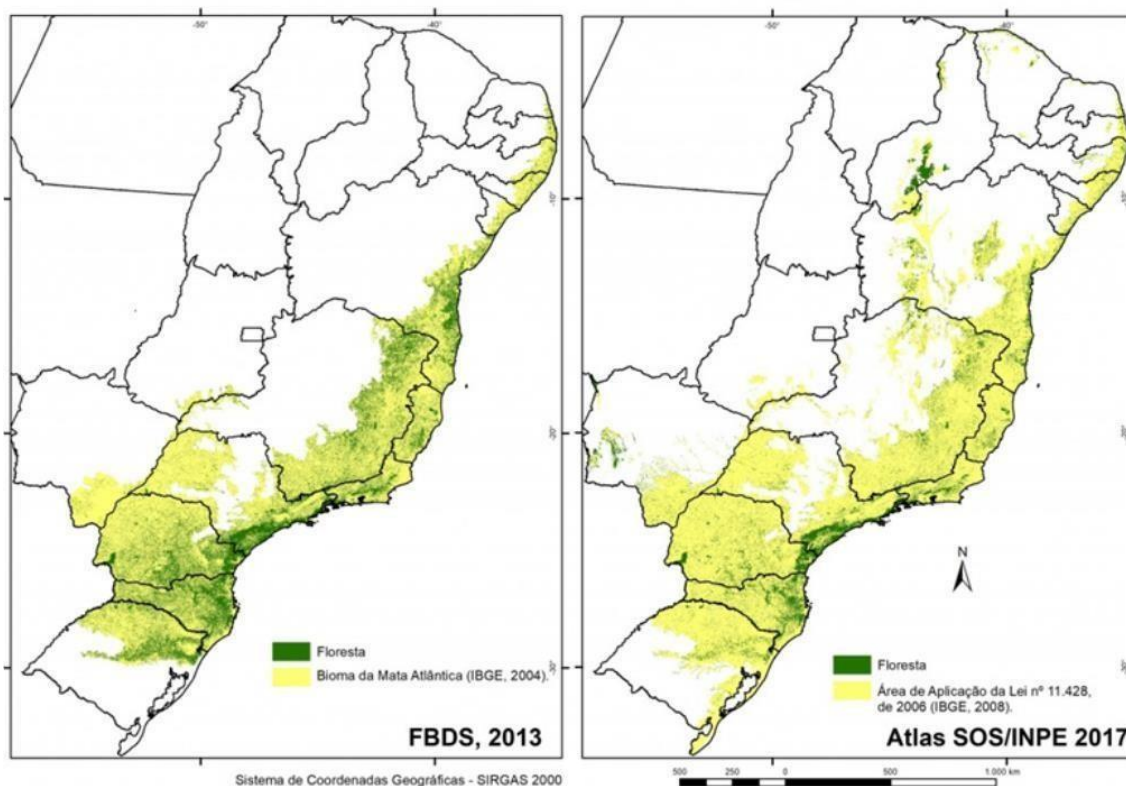 -50°
-40°
-50°
-40°
-10°
-10°
-20°
-30°
Floresta
Bioma da Mata Atlântica (IBGE, 2004).
FBDS, 2013
Sistema de Coordenadas Geográficas - SIRGAS 2000
N
Floresta
Área de Aplicação da Lei nº 11.428,
de 2006 (IBGE, 2008).
Atlas SOS/INPE 2017
500 250 0 500 1.000 km